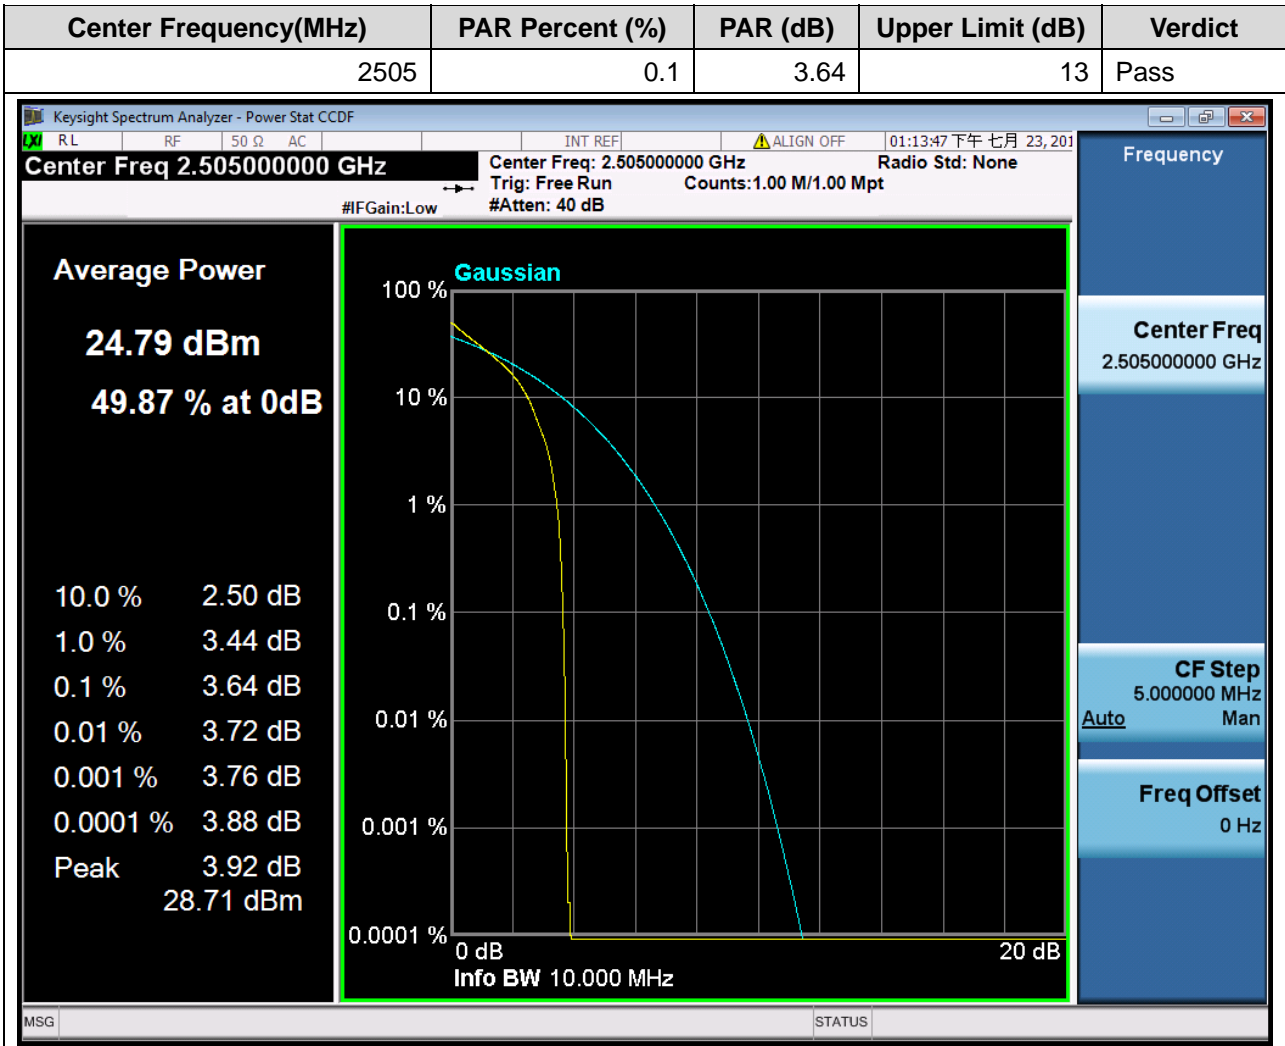 Center Frequency(MHz) PAR Percent (%) PAR (dB) Upper Limit (dB) Verdict
2505 0.1 3.64 13 Pass
Keysight Spectrum Analyzer - Power Stat CCDF
LXI RL RF 50 Ω AC INT REF ALIGN OFF 01:13:47 下午 七月 23, 201
Center Freq 2.505000000 GHz
Center Freq: 2.505000000 GHz Radio Std: None
Trig: Free Run Counts:1.00 M/1.00 Mpt
#IFGain:Low #Atten: 40 dB
Frequency
Average Power
24.79 dBm
49.87 % at 0dB
10.0 % 2.50 dB
1.0 % 3.44 dB
0.1 % 3.64 dB
0.01 % 3.72 dB
0.001 % 3.76 dB
0.0001 % 3.88 dB
Peak 3.92 dB
28.71 dBm
Gaussian
100 %
10 %
1 %
0.1 %
0.01 %
0.001 %
0.0001 %
0 dB 20 dB
Info BW 10.000 MHz
Center Freq
2.505000000 GHz
CF Step
5.000000 MHz
Auto Man
Freq Offset
0 Hz
MSG STATUS